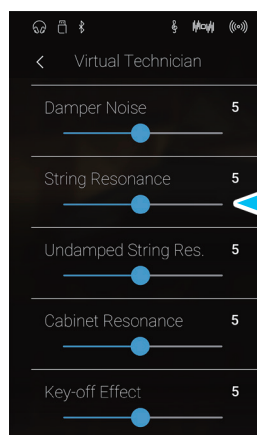 Virtual Technician
Damper Noise 5
String Resonance 5
Undamped String Res. 5
Cabinet Resonance 5
Key-off Effect 5